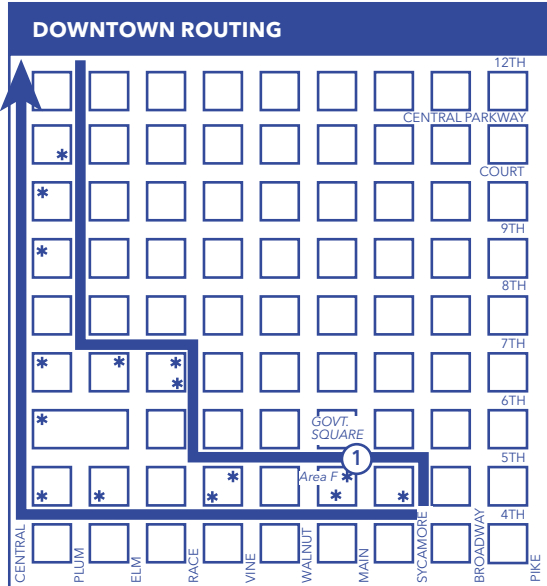 DOWNTOWN ROUTING
12TH
CENTRAL PARKWAY
COURT
9TH
8TH
7TH
6TH
GOVT.
SQUARE
5TH
1
Area F
4TH
CENTRAL
PLUM
ELM
RACE
VINE
WALNUT
MAIN
SYCAMORE
BROADWAY
PIKE